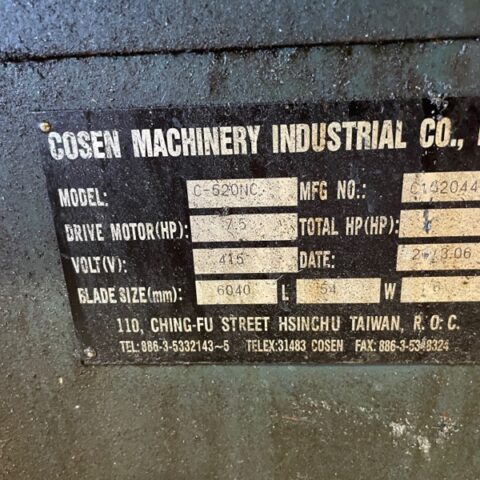 COSEN MACHINERY INDUSTRIAL CO.,
MODEL: C-520NC MFG NO.: C152044
DRIVE MOTOR(HP): 7.5 TOTAL HP(HP):
VOLT(V): 415 DATE:
BLADE SIZE(mm): 6040 L 54 W
110, CHING-FU STREET HSINCHU TAIWAN, R.O.C.
TEL:886-3-5332143~5 TELEX:31483 COSEN FAX:886-3-5348324